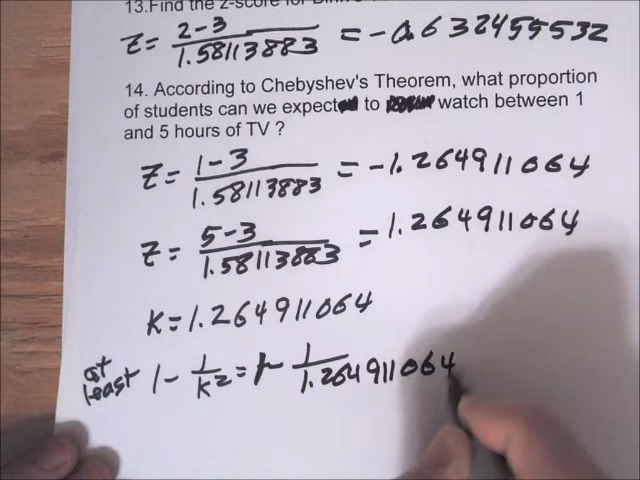 13.Find the z-score for
z = 2-3 / 1.58113883 = -0.632455532
14. According to Chebyshev's Theorem, what proportion
of students can we expect to watch between 1
and 5 hours of TV ?
z = 1-3 / 1.58113883 = -1.264911064
z = 5-3 / 1.58113883 = 1.264911064
K = 1.264911064
at least 1 - 1/K² = 1- 1/1.264911064